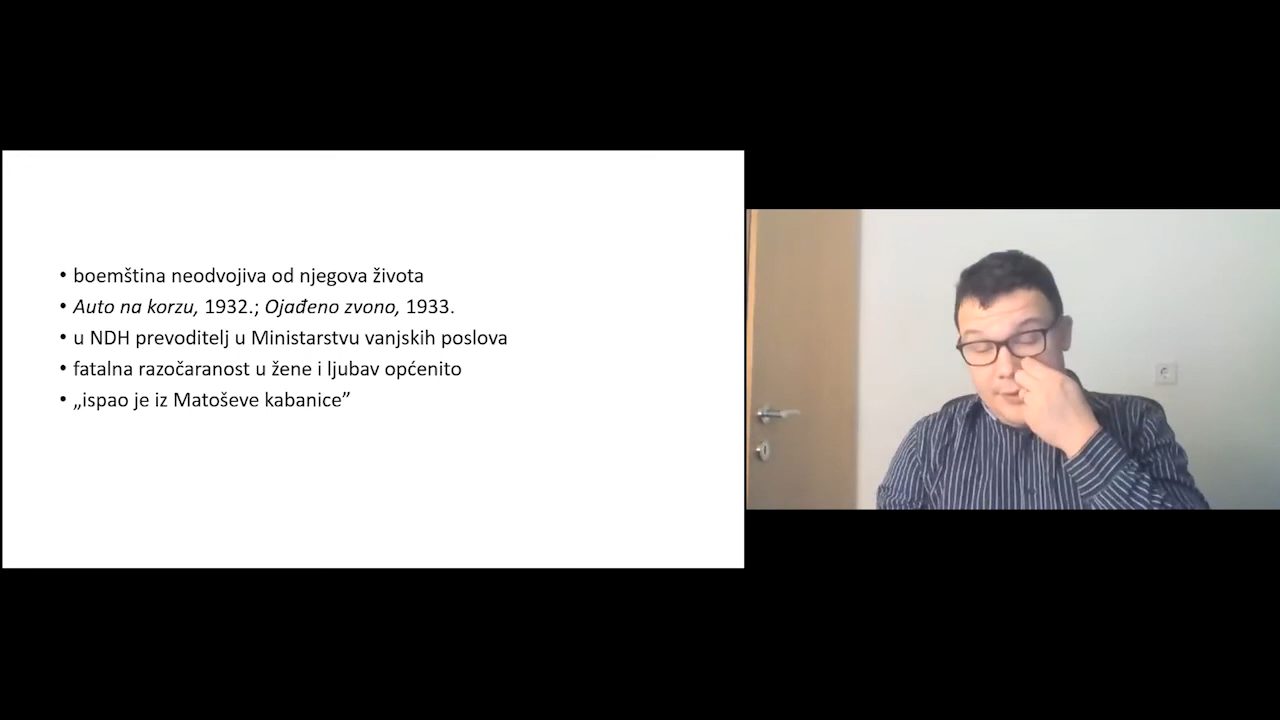 • boemština neodvojiva od njegova života
• Auto na korzu, 1932.; Ojađeno zvono, 1933.
• u NDH prevoditelj u Ministarstvu vanjskih poslova
• fatalna razočaranost u žene i ljubav općenito
• „ispao je iz Matoševe kabanice”